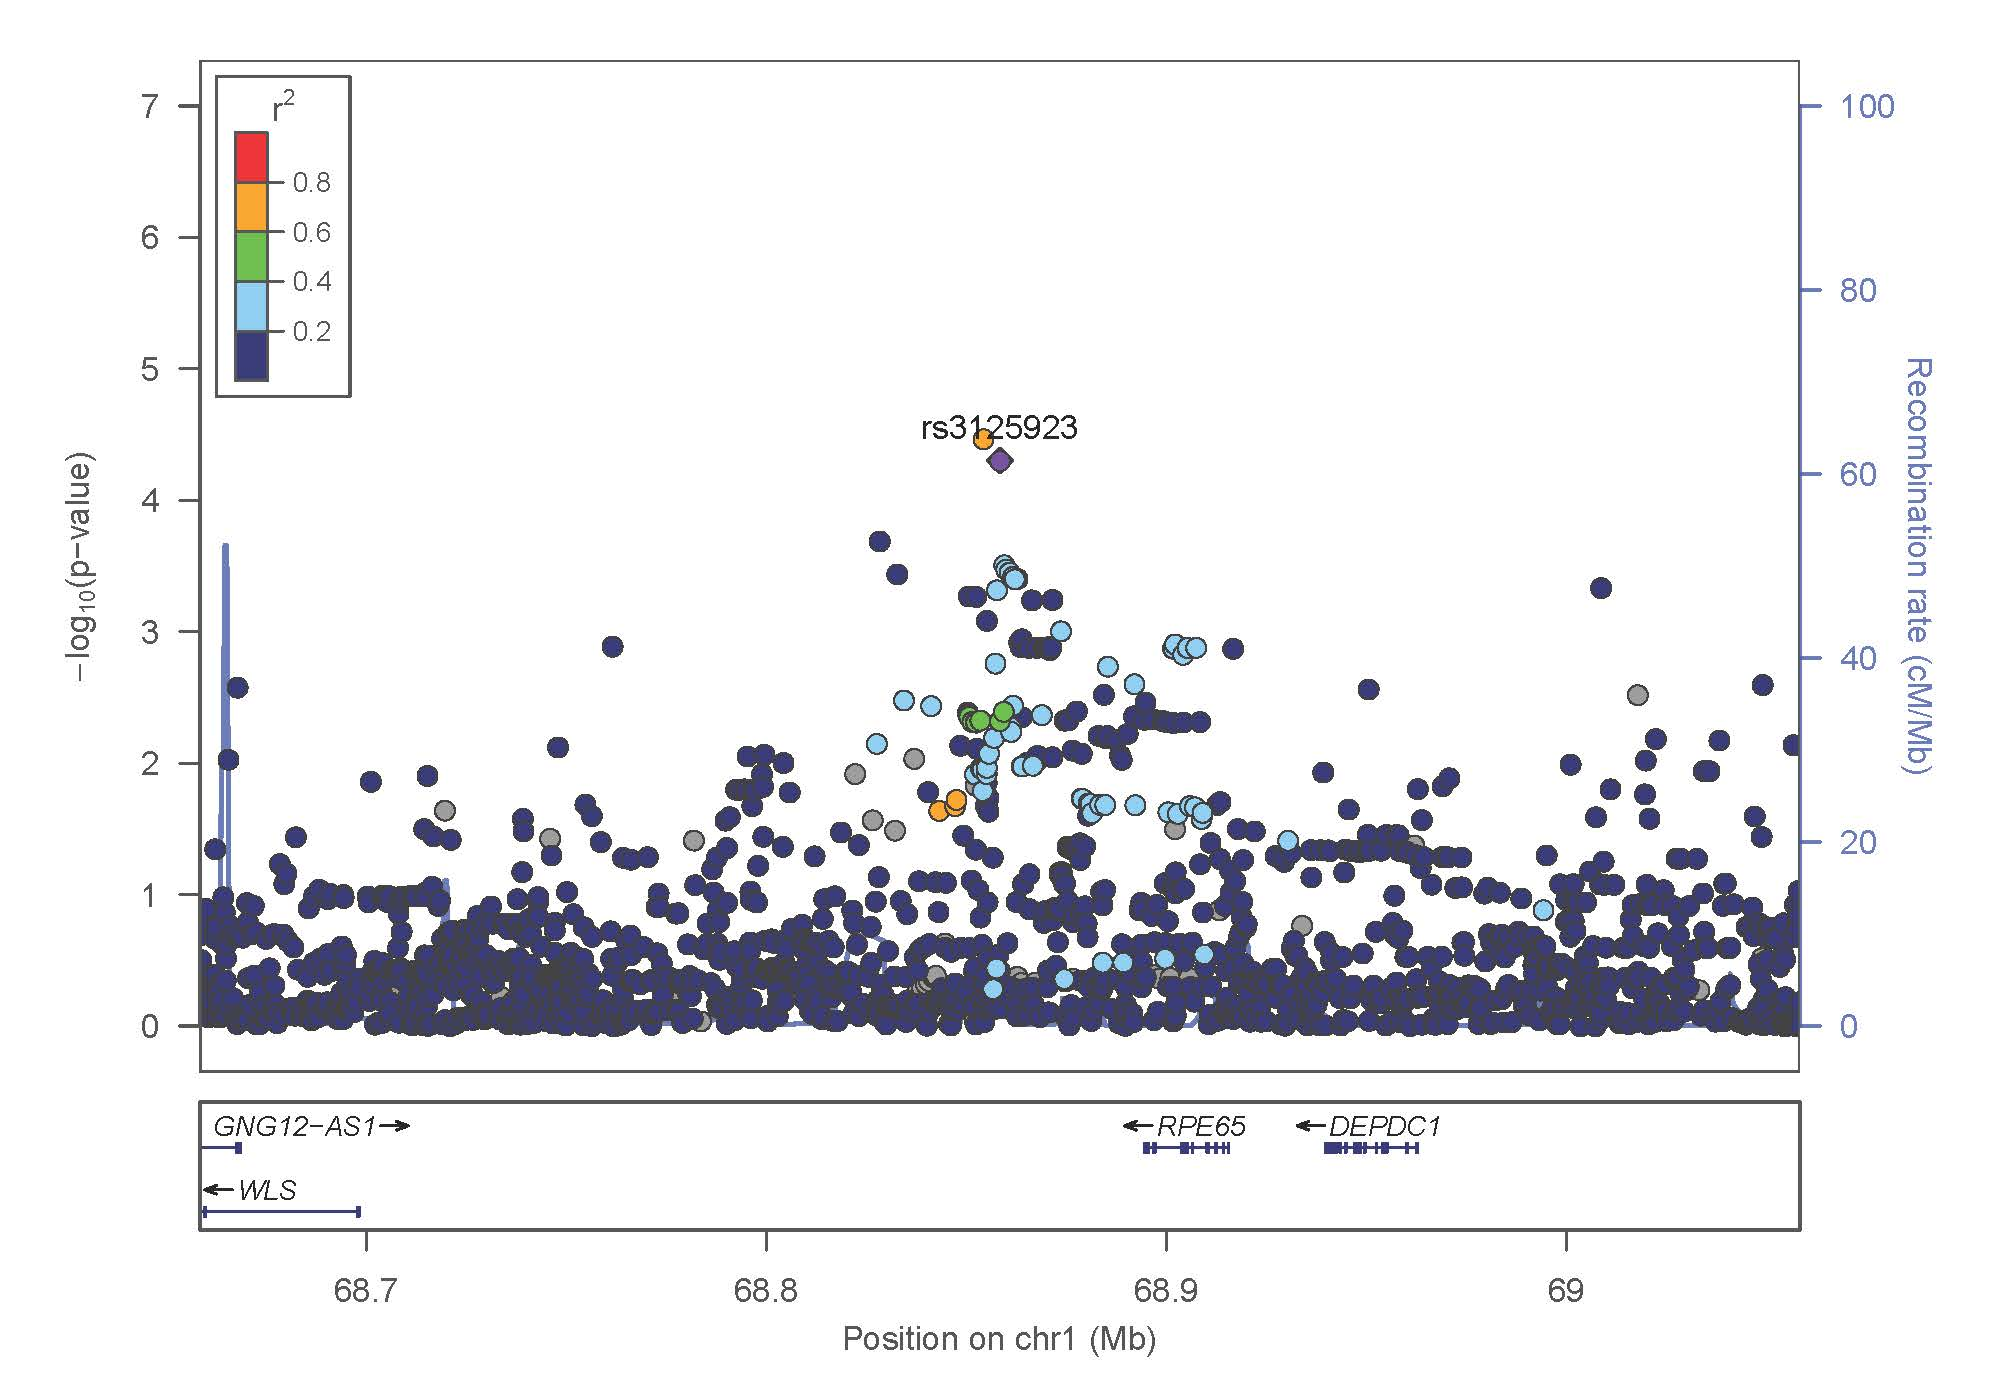 r2
0.8
0.6
0.4
0.2
7
6
5
4
3
2
1
0
−log10(p−value)
100
80
60
40
20
0
Recombination rate (cM/Mb)
rs3125923
GNG12−AS1→
←RPE65
←DEPDC1
←WLS
68.7 68.8 68.9 69
Position on chr1 (Mb)